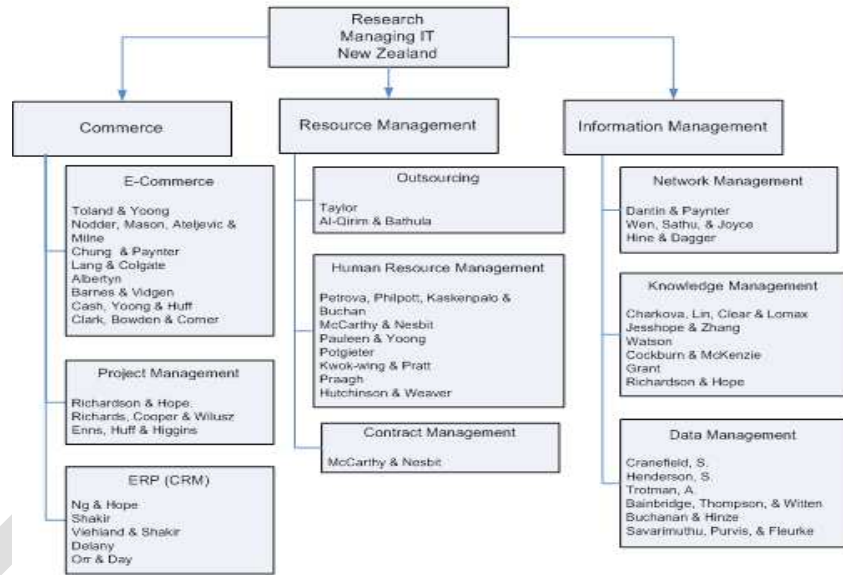 Research
Managing IT
New Zealand
Commerce
E-Commerce
Toland & Yoong
Nodder, Mason, Ateljevic &
Milne
Chung & Paynter
Lang & Colgate
Albertyn
Barnes & Vidgen
Cash, Yoong & Huff
Clark, Bowden & Corner
Project Management
Richardson & Hope.
Richards, Cooper & Wilusz
Enns, Huff & Higgins
ERP (CRM)
Ng & Hope
Shakir
Viehland & Shakir
Delany
Orr & Day
Resource Management
Outsourcing
Taylor
Al-Qirim & Bathula
Human Resource Management
Petrova, Philpott, Kaskenpalo &
Buchan
McCarthy & Nesbit
Pauleen & Yoong
Potgieter
Kwok-wing & Pratt
Praagh
Hutchinson & Weaver
Contract Management
McCarthy & Nesbit
Information Management
Network Management
Dantin & Paynter
Wen, Sathu, & Joyce
Hine & Dagger
Knowledge Management
Charkova, Lin, Clear & Lomax
Jesshope & Zhang
Watson
Cockburn & McKenzie
Grant
Richardson & Hope
Data Management
Cranefield, S.
Henderson, S.
Trotman, A.
Bainbridge, Thompson, & Witten
Buchanan & Hinze
Savarimuthu, Purvis, & Fleurke